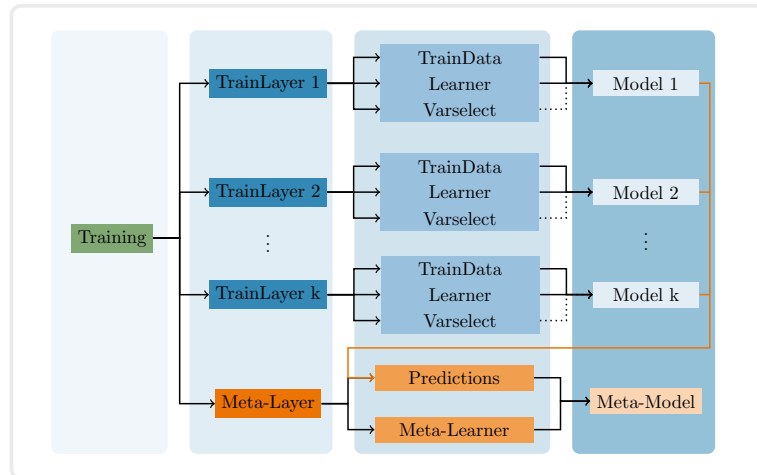 TrainData
TrainLayer 1
Learner
Model 1
Varselect
TrainData
TrainLayer 2
Learner
Model 2
Varselect
Training
⋮
⋮
TrainData
TrainLayer k
Learner
Model k
Varselect
Predictions
Meta-Layer
Meta-Model
Meta-Learner